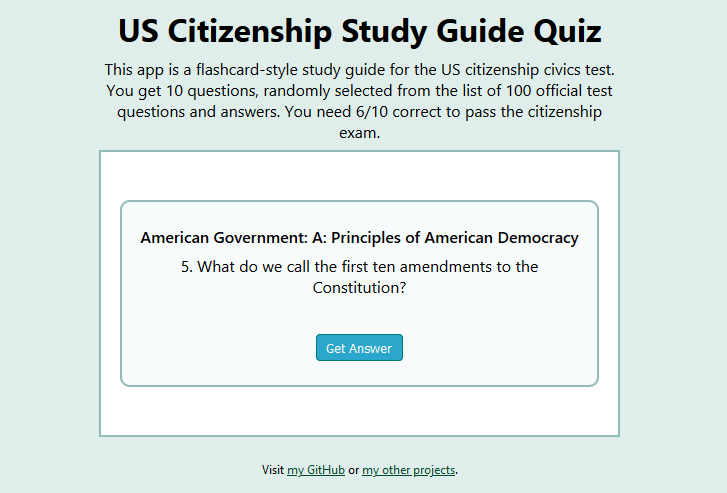 US Citizenship Study Guide Quiz
This app is a flashcard-style study guide for the US citizenship civics test.
You get 10 questions, randomly selected from the list of 100 official test
questions and answers. You need 6/10 correct to pass the citizenship
exam.
American Government: A: Principles of American Democracy
5. What do we call the first ten amendments to the
Constitution?
Get Answer
Visit my GitHub or my other projects.